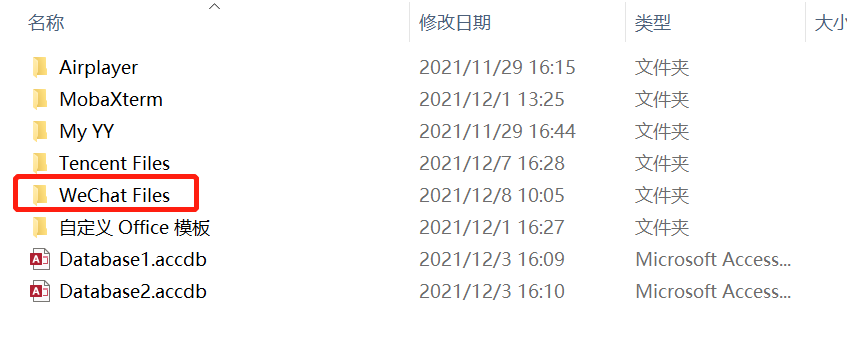 名称 修改日期 类型 大小
Airplayer 2021/11/29 16:15 文件夹
MobaXterm 2021/12/1 13:25 文件夹
My YY 2021/11/29 16:44 文件夹
Tencent Files 2021/12/7 16:28 文件夹
WeChat Files 2021/12/8 10:05 文件夹
自定义 Office 模板 2021/12/1 16:27 文件夹
Database1.accdb 2021/12/3 16:09 Microsoft Access...
Database2.accdb 2021/12/3 16:10 Microsoft Access...